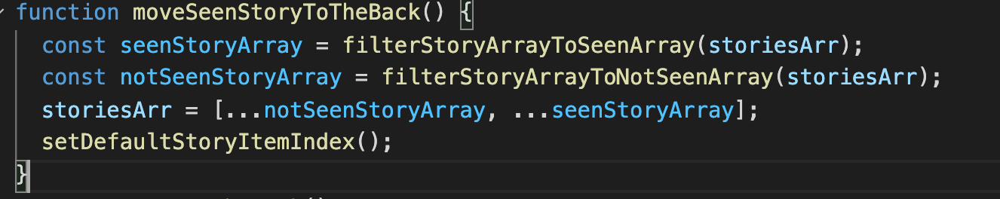 function moveSeenStoryToTheBack() {
const seenStoryArray = filterStoryArrayToSeenArray(storiesArr);
const notSeenStoryArray = filterStoryArrayToNotSeenArray(storiesArr);
storiesArr = [...notSeenStoryArray, ...seenStoryArray];
setDefaultStoryItemIndex();
}